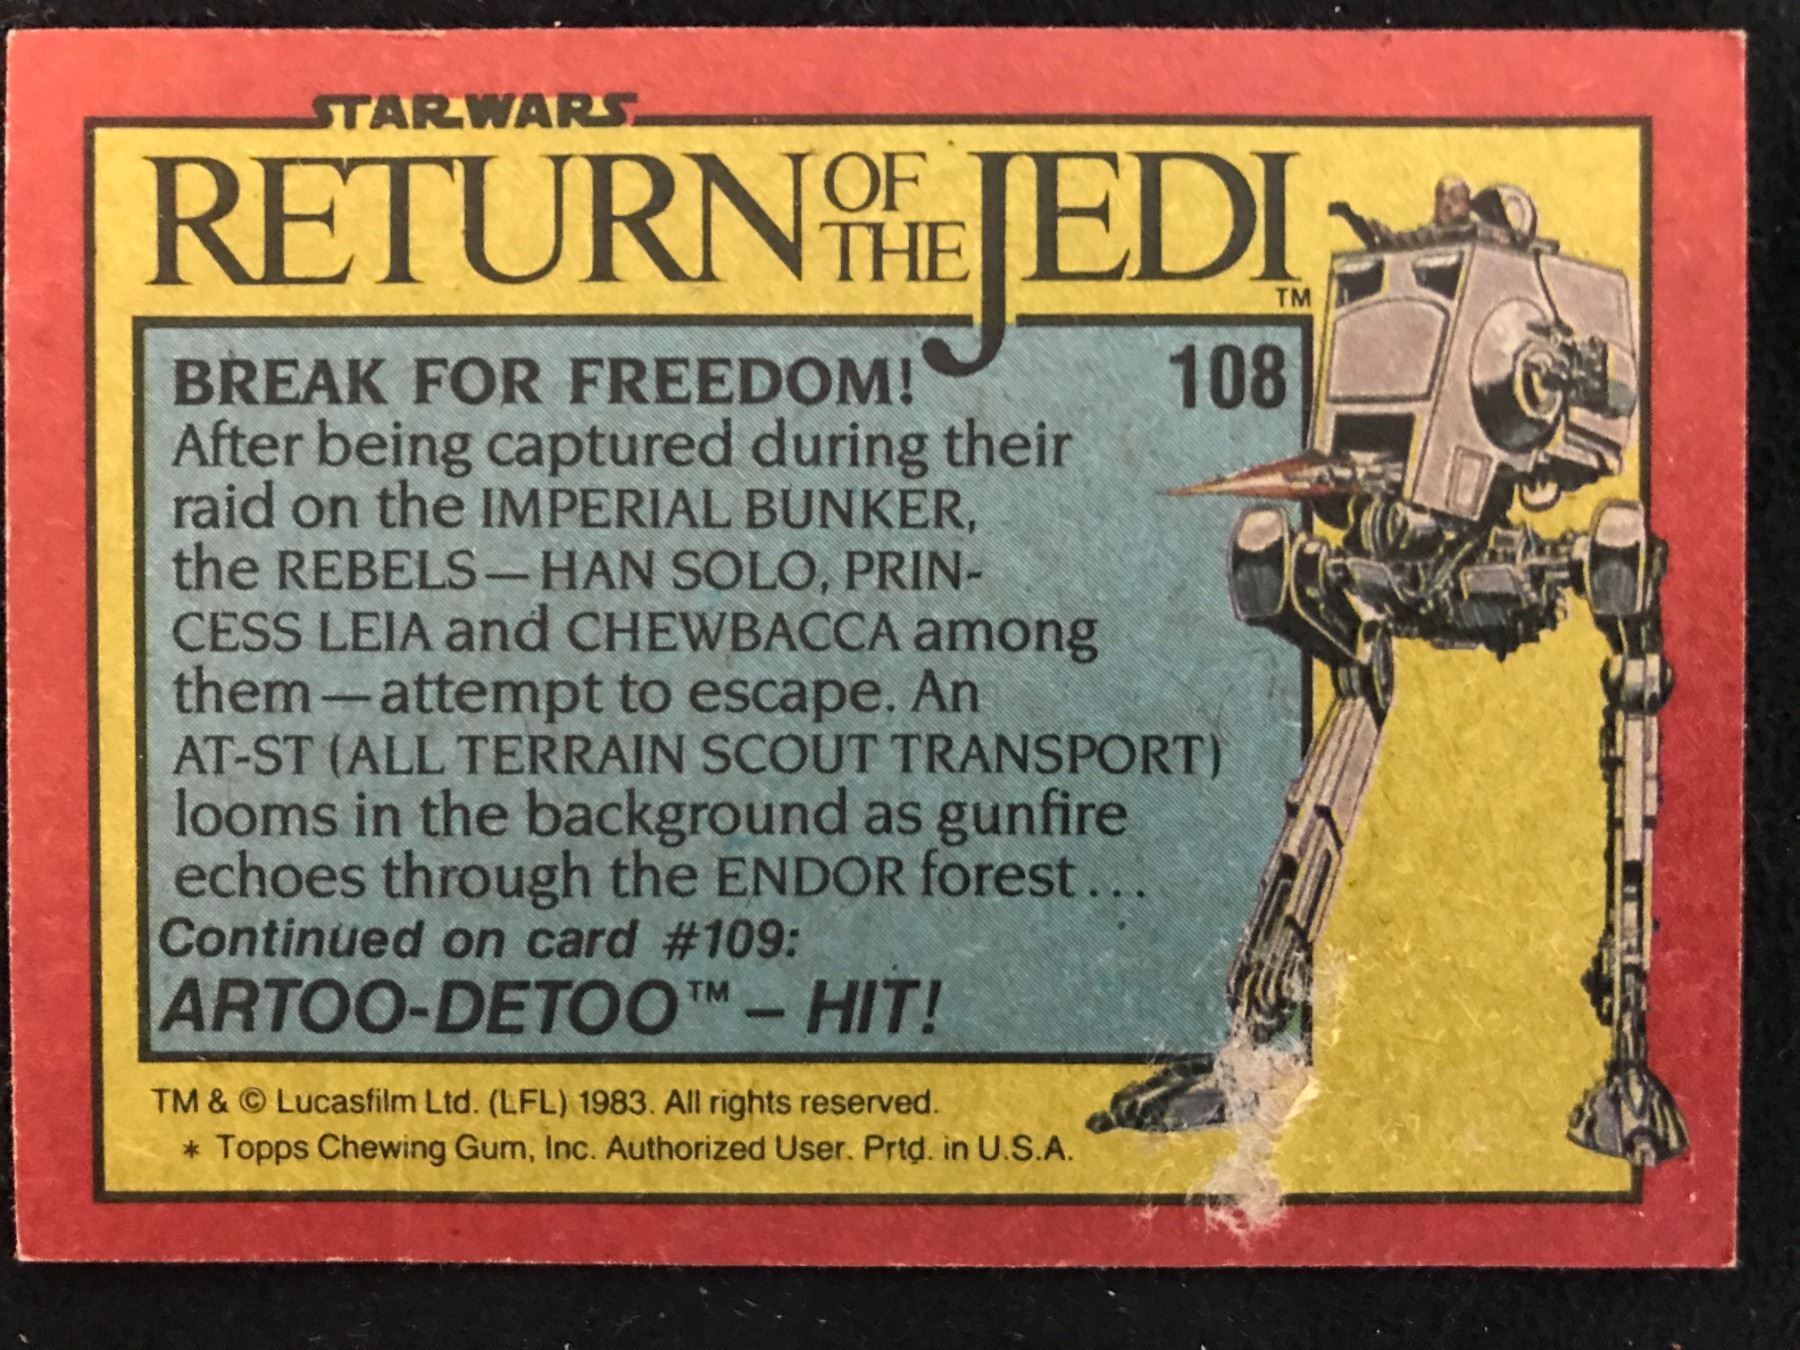 STAR WARS
RETURN OF THE JEDI™
BREAK FOR FREEDOM! 108
After being captured during their
raid on the IMPERIAL BUNKER,
the REBELS—HAN SOLO, PRIN-
CESS LEIA and CHEWBACCA among
them—attempt to escape. An
AT-ST (ALL TERRAIN SCOUT TRANSPORT)
looms in the background as gunfire
echoes through the ENDOR forest...
Continued on card #109:
ARTOO-DETOO™ – HIT!
TM & © Lucasfilm Ltd. (LFL) 1983. All rights reserved.
* Topps Chewing Gum, Inc. Authorized User. Prtd. in U.S.A.